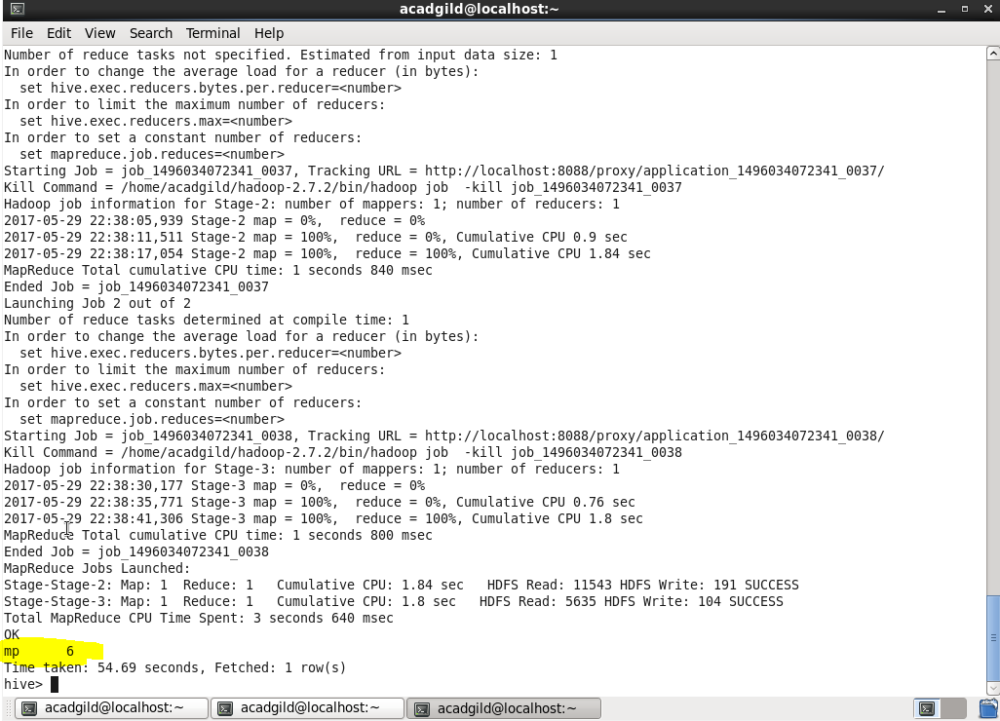 acadgild@localhost:~
File Edit View Search Terminal Help
Number of reduce tasks not specified. Estimated from input data size: 1
In order to change the average load for a reducer (in bytes):
  set hive.exec.reducers.bytes.per.reducer=<number>
In order to limit the maximum number of reducers:
  set hive.exec.reducers.max=<number>
In order to set a constant number of reducers:
  set mapreduce.job.reduces=<number>
Starting Job = job_1496034072341_0037, Tracking URL = http://localhost:8088/proxy/application_1496034072341_0037/
Kill Command = /home/acadgild/hadoop-2.7.2/bin/hadoop job  -kill job_1496034072341_0037
Hadoop job information for Stage-2: number of mappers: 1; number of reducers: 1
2017-05-29 22:38:05,939 Stage-2 map = 0%,  reduce = 0%
2017-05-29 22:38:11,511 Stage-2 map = 100%,  reduce = 0%, Cumulative CPU 0.9 sec
2017-05-29 22:38:17,054 Stage-2 map = 100%,  reduce = 100%, Cumulative CPU 1.84 sec
MapReduce Total cumulative CPU time: 1 seconds 840 msec
Ended Job = job_1496034072341_0037
Launching Job 2 out of 2
Number of reduce tasks determined at compile time: 1
In order to change the average load for a reducer (in bytes):
  set hive.exec.reducers.bytes.per.reducer=<number>
In order to limit the maximum number of reducers:
  set hive.exec.reducers.max=<number>
In order to set a constant number of reducers:
  set mapreduce.job.reduces=<number>
Starting Job = job_1496034072341_0038, Tracking URL = http://localhost:8088/proxy/application_1496034072341_0038/
Kill Command = /home/acadgild/hadoop-2.7.2/bin/hadoop job  -kill job_1496034072341_0038
Hadoop job information for Stage-3: number of mappers: 1; number of reducers: 1
2017-05-29 22:38:30,177 Stage-3 map = 0%,  reduce = 0%
2017-05-29 22:38:35,771 Stage-3 map = 100%,  reduce = 0%, Cumulative CPU 0.76 sec
2017-05-29 22:38:41,306 Stage-3 map = 100%,  reduce = 100%, Cumulative CPU 1.8 sec
MapReduce Total cumulative CPU time: 1 seconds 800 msec
Ended Job = job_1496034072341_0038
MapReduce Jobs Launched:
Stage-Stage-2: Map: 1  Reduce: 1   Cumulative CPU: 1.84 sec   HDFS Read: 11543 HDFS Write: 191 SUCCESS
Stage-Stage-3: Map: 1  Reduce: 1   Cumulative CPU: 1.8 sec   HDFS Read: 5635 HDFS Write: 104 SUCCESS
Total MapReduce CPU Time Spent: 3 seconds 640 msec
OK
mp      6
Time taken: 54.69 seconds, Fetched: 1 row(s)
hive>
acadgild@localhost:~ acadgild@localhost:~ acadgild@localhost:~